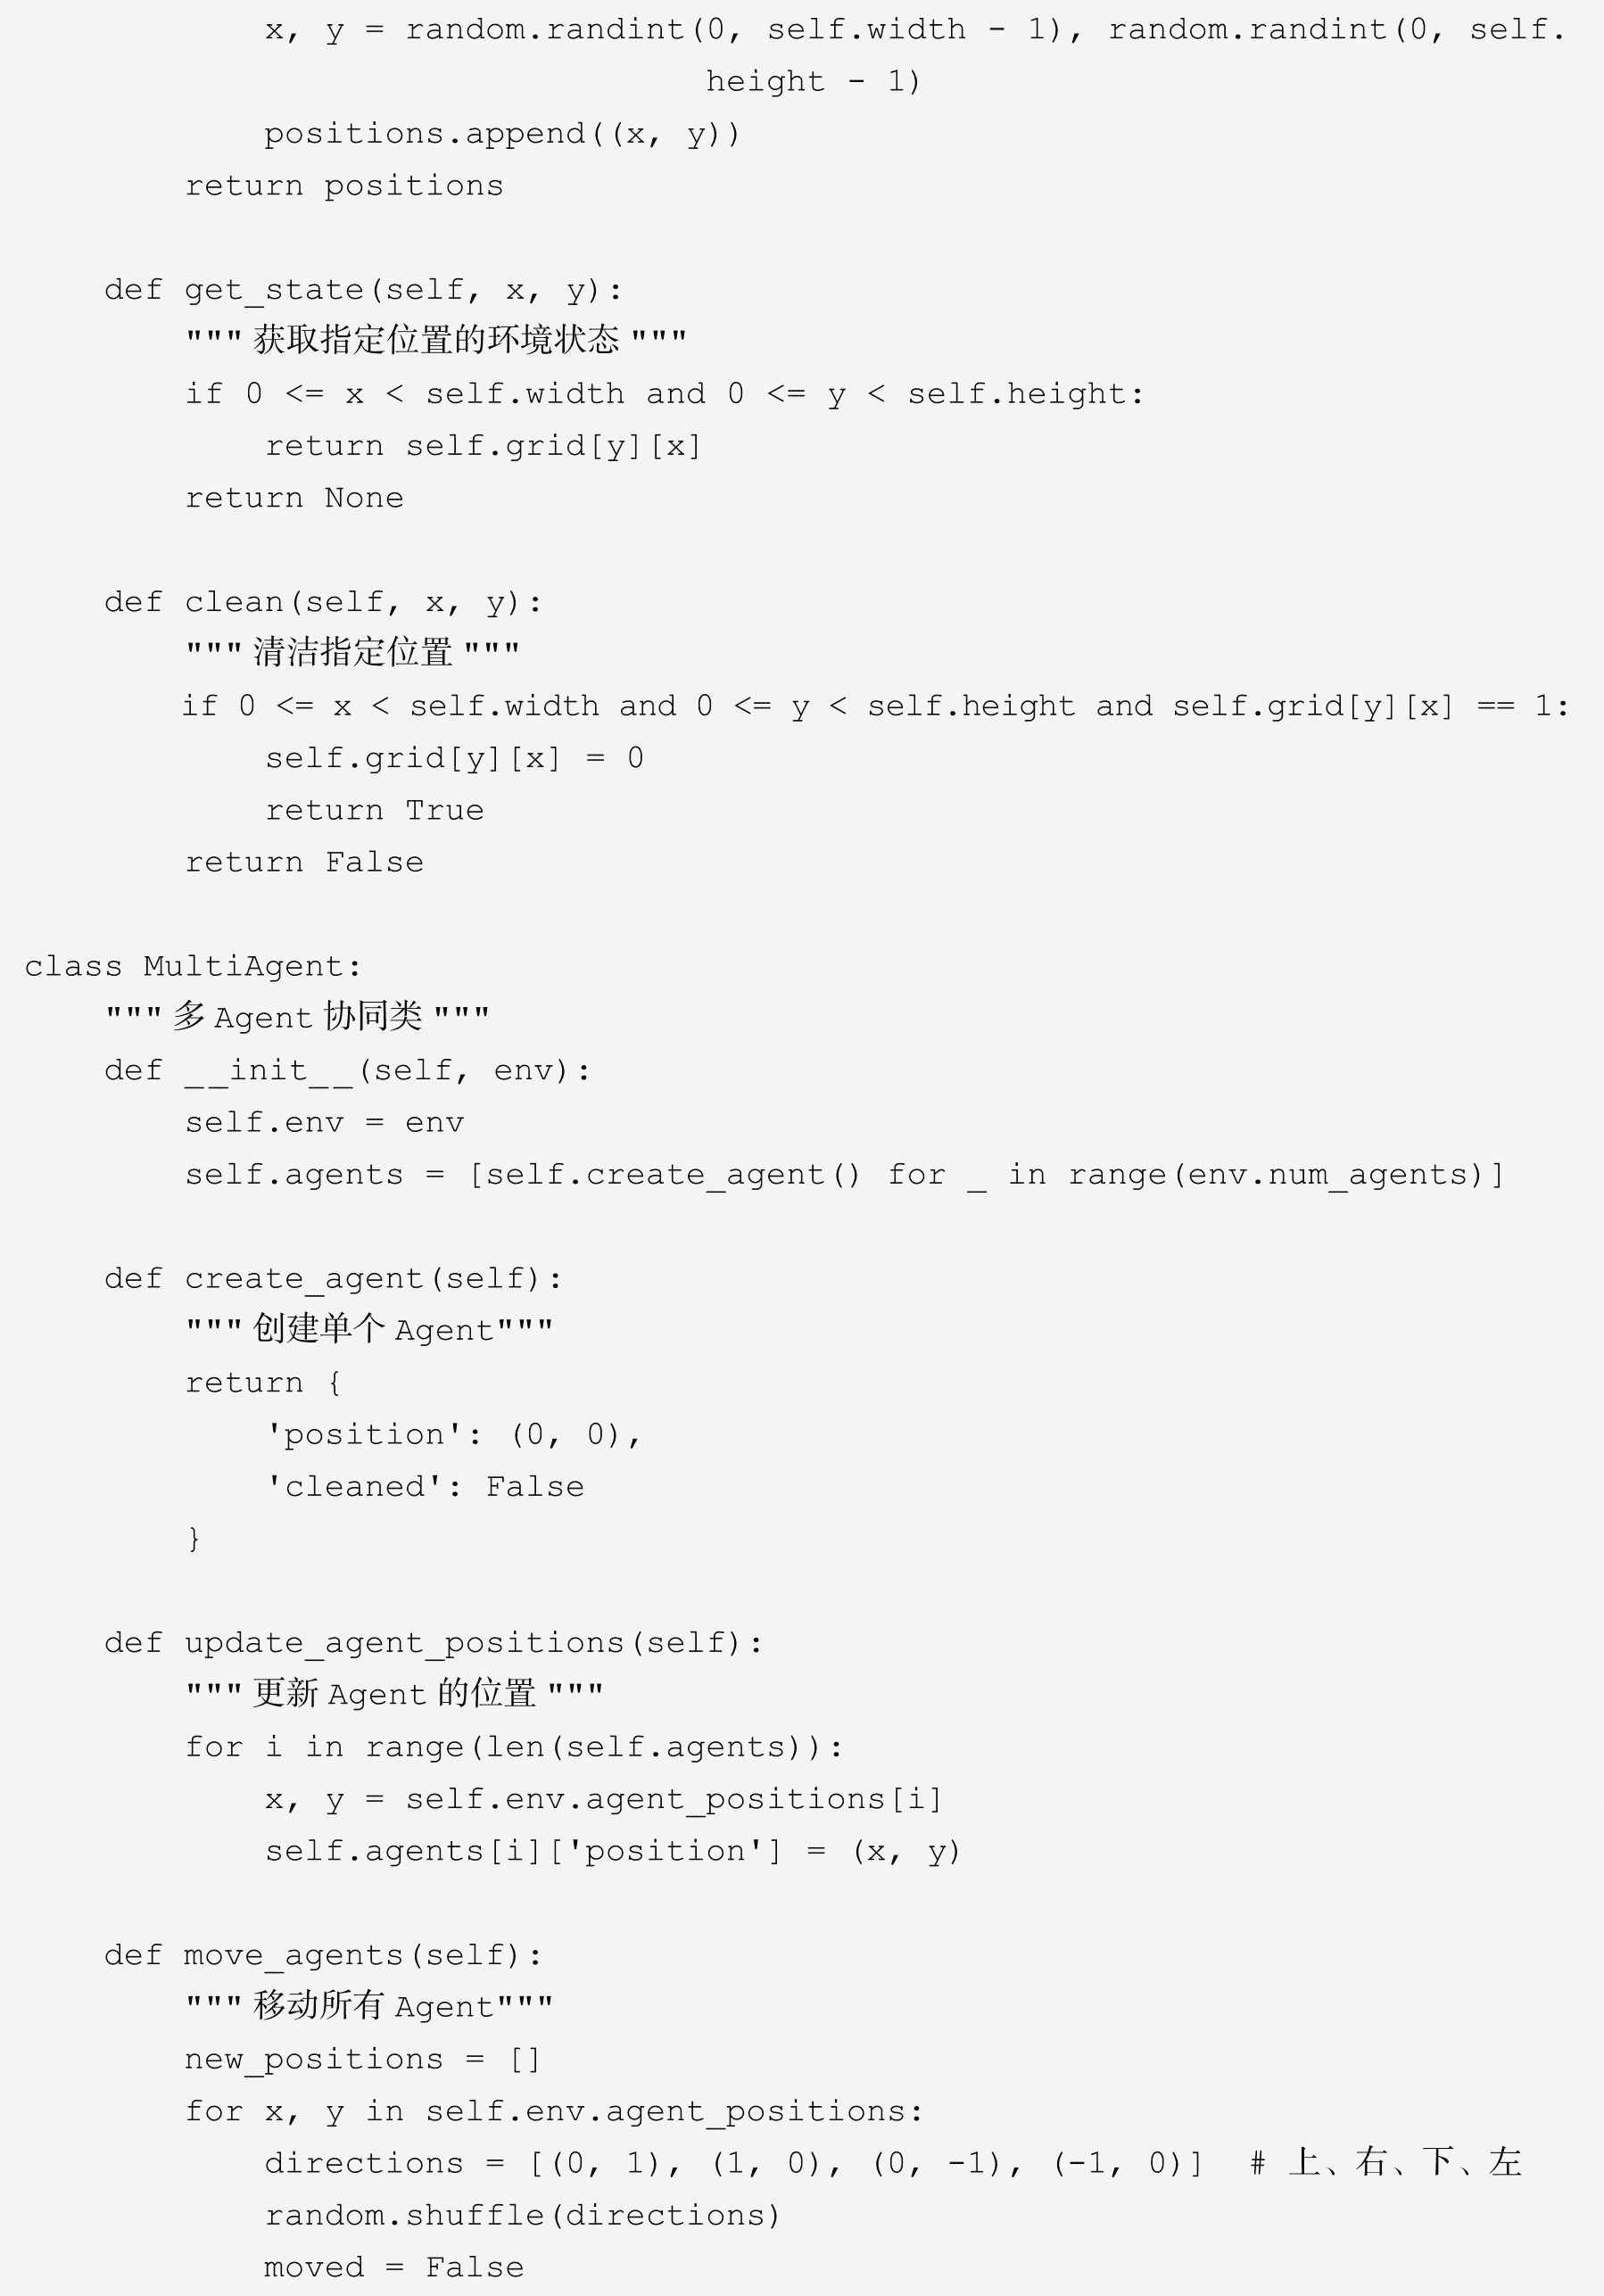 x, y = random.randint(0, self.width - 1), random.randint(0, self.
                                  height - 1)
            positions.append((x, y))
        return positions

    def get_state(self, x, y):
        """获取指定位置的环境状态"""
        if 0 <= x < self.width and 0 <= y < self.height:
            return self.grid[y][x]
        return None

    def clean(self, x, y):
        """清洁指定位置"""
        if 0 <= x < self.width and 0 <= y < self.height and self.grid[y][x] == 1:
            self.grid[y][x] = 0
            return True
        return False

class MultiAgent:
    """多 Agent 协同类"""
    def __init__(self, env):
        self.env = env
        self.agents = [self.create_agent() for _ in range(env.num_agents)]

    def create_agent(self):
        """创建单个 Agent"""
        return {
            'position': (0, 0),
            'cleaned': False
        }

    def update_agent_positions(self):
        """更新 Agent 的位置"""
        for i in range(len(self.agents)):
            x, y = self.env.agent_positions[i]
            self.agents[i]['position'] = (x, y)

    def move_agents(self):
        """移动所有 Agent"""
        new_positions = []
        for x, y in self.env.agent_positions:
            directions = [(0, 1), (1, 0), (0, -1), (-1, 0)]  # 上、右、下、左
            random.shuffle(directions)
            moved = False